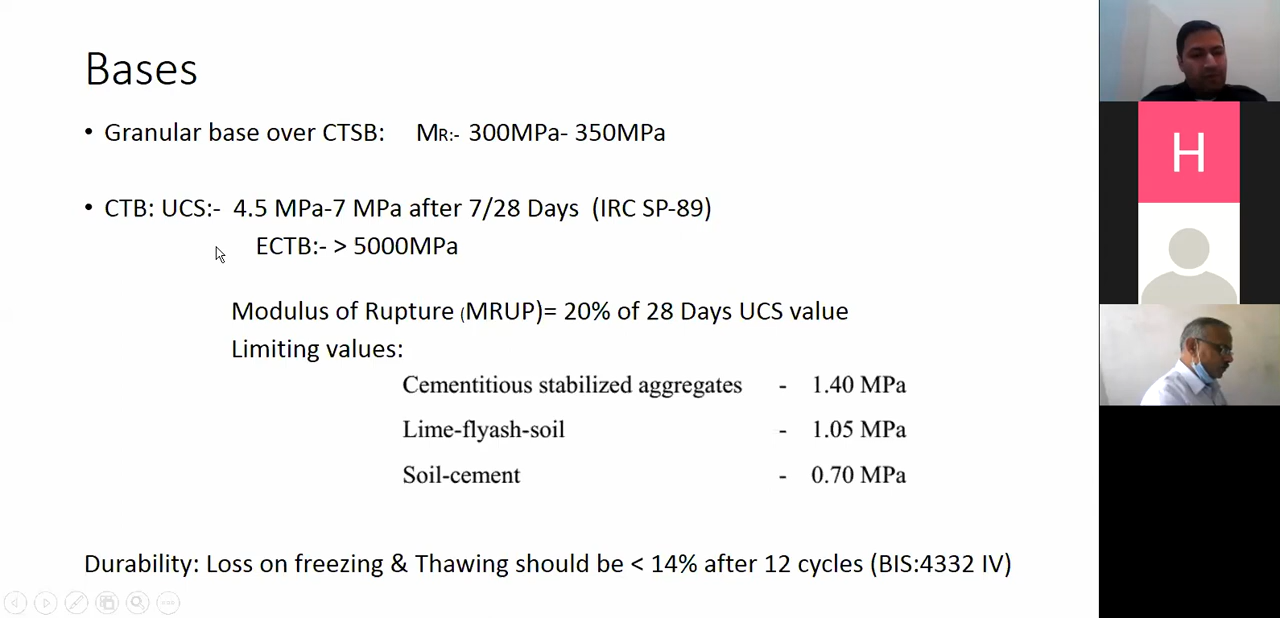 Bases
• Granular base over CTSB: MR:- 300MPa- 350MPa
• CTB: UCS:- 4.5 MPa-7 MPa after 7/28 Days (IRC SP-89)
ECTB:- > 5000MPa
Modulus of Rupture (MRUP)= 20% of 28 Days UCS value
Limiting values:
Cementitious stabilized aggregates - 1.40 MPa
Lime-flyash-soil - 1.05 MPa
Soil-cement - 0.70 MPa
Durability: Loss on freezing & Thawing should be < 14% after 12 cycles (BIS:4332 IV)
H